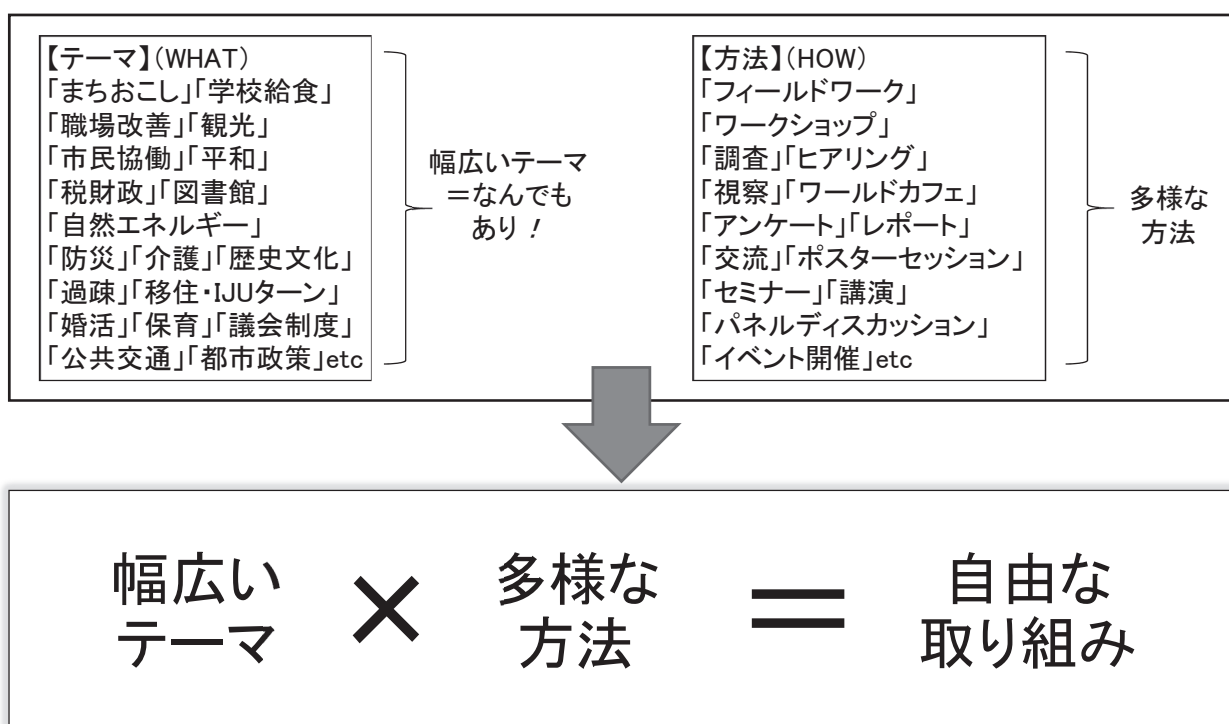 【テーマ】(WHAT)
「まちおこし」「学校給食」
「職場改善」「観光」
「市民協働」「平和」
「税財政」「図書館」
「自然エネルギー」
「防災」「介護」「歴史文化」
「過疎」「移住・IJUターン」
「婚活」「保育」「議会制度」
「公共交通」「都市政策」etc
幅広いテーマ
＝なんでも
あり！
【方法】(HOW)
「フィールドワーク」
「ワークショップ」
「調査」「ヒアリング」
「視察」「ワールドカフェ」
「アンケート」「レポート」
「交流」「ポスターセッション」
「セミナー」「講演」
「パネルディスカッション」
「イベント開催」etc
多様な
方法
幅広い
テーマ
×
多様な
方法
＝
自由な
取り組み